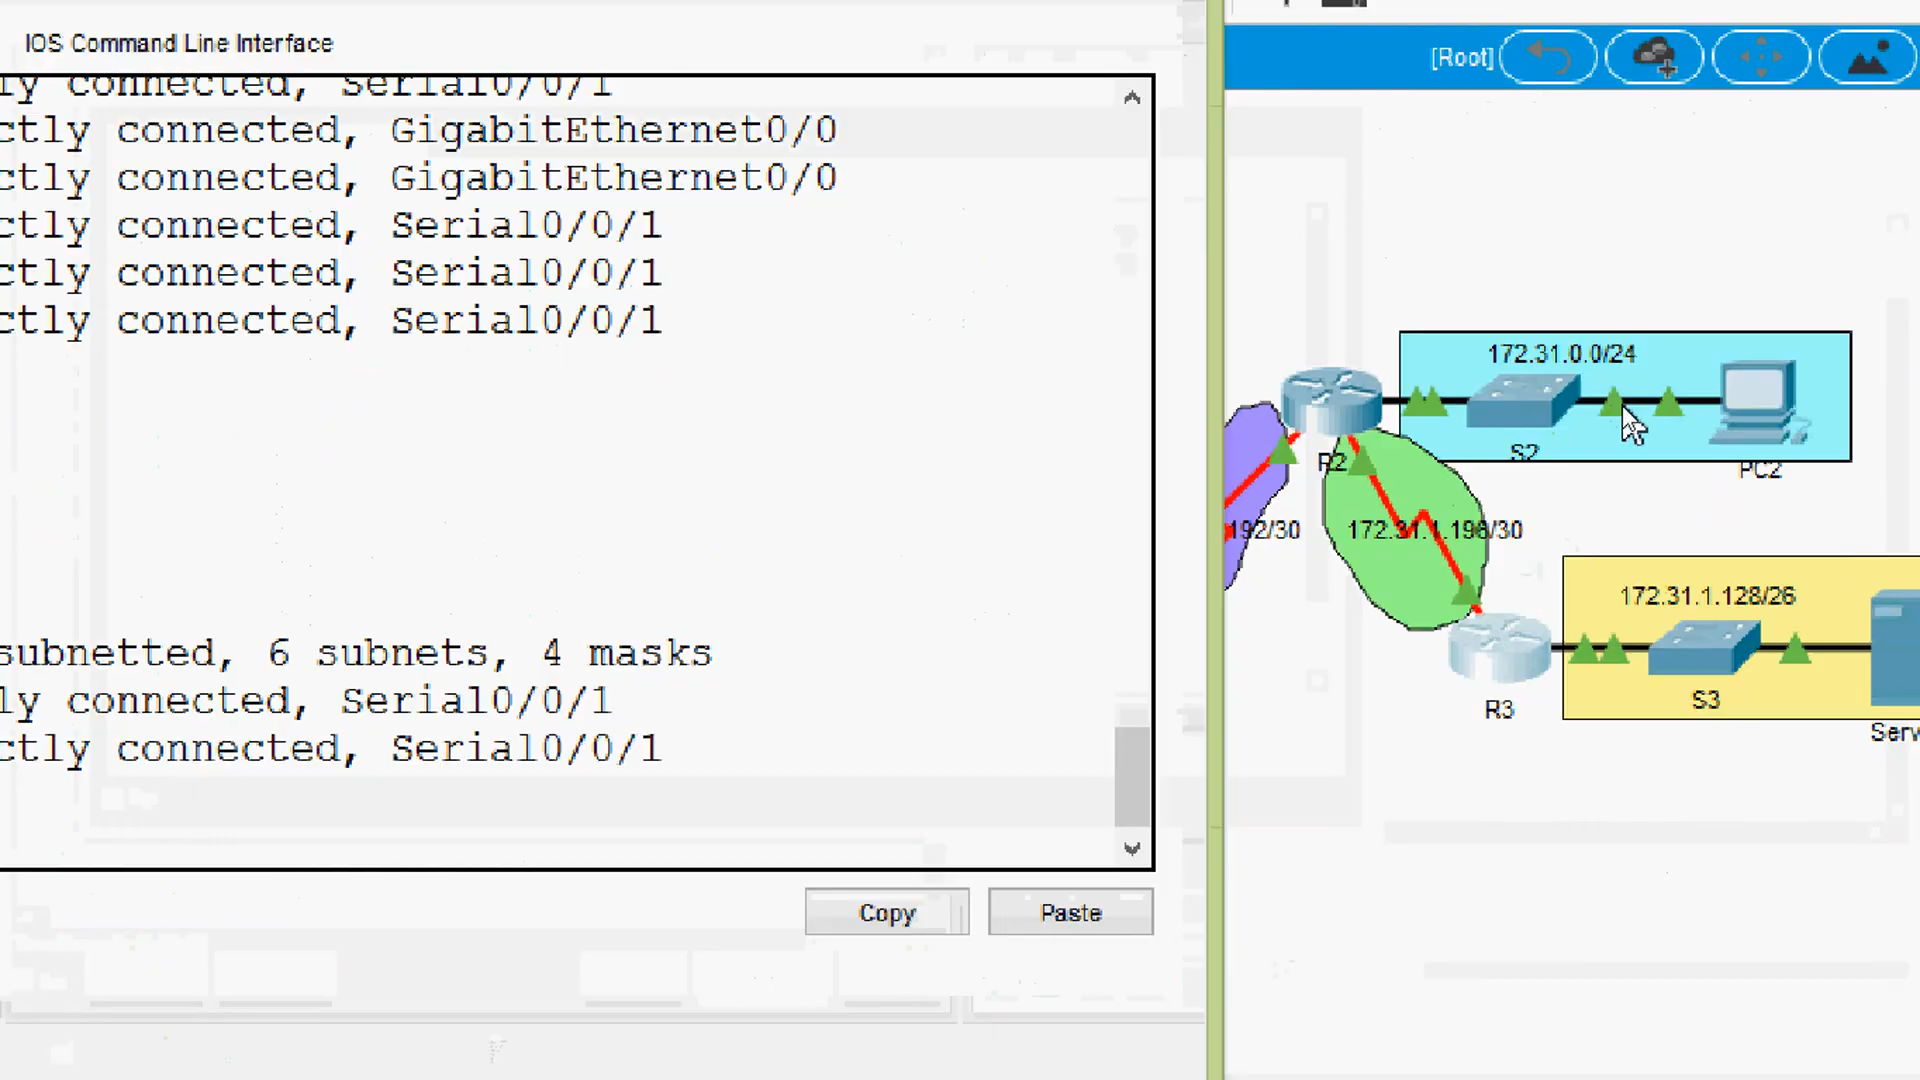 IOS Command Line Interface
ly connected, Serial0/0/1
ctly connected, GigabitEthernet0/0
ctly connected, GigabitEthernet0/0
ctly connected, Serial0/0/1
ctly connected, Serial0/0/1
ctly connected, Serial0/0/1
subnetted, 6 subnets, 4 masks
ly connected, Serial0/0/1
ctly connected, Serial0/0/1
Copy
Paste
[Root]
172.31.0.0/24
S2
PC2
R2
192/30
172.31.1.196/30
172.31.1.128/26
S3
R3
Serv